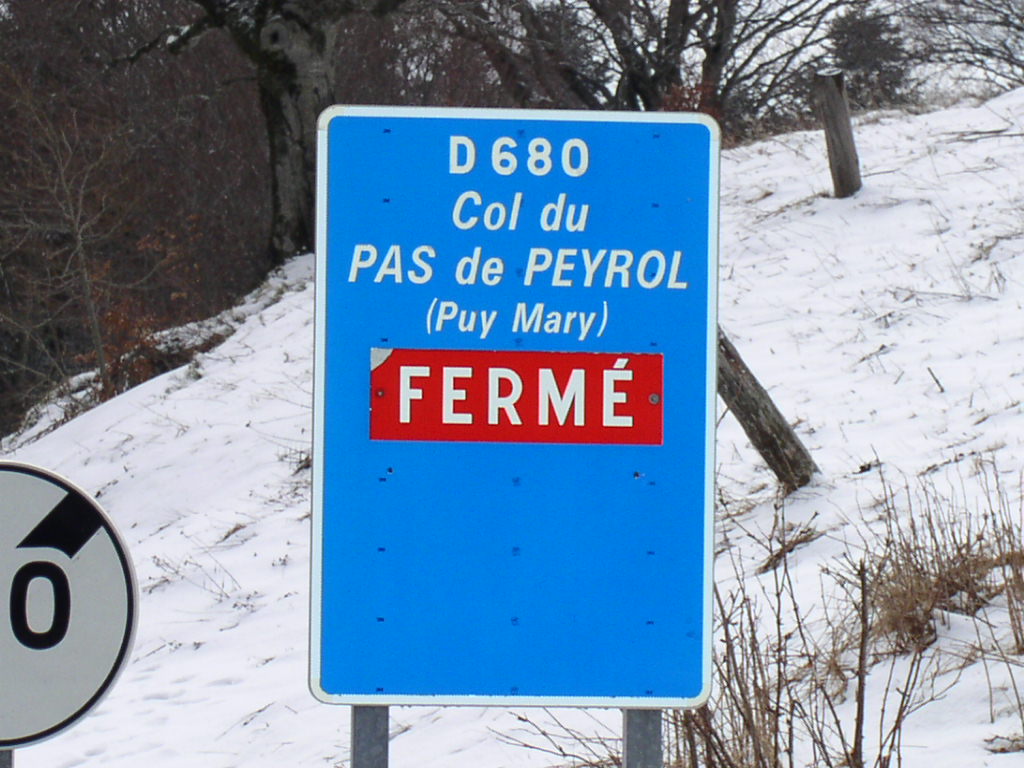 D 680
Col du
PAS de PEYROL
(Puy Mary)
FERMÉ
0